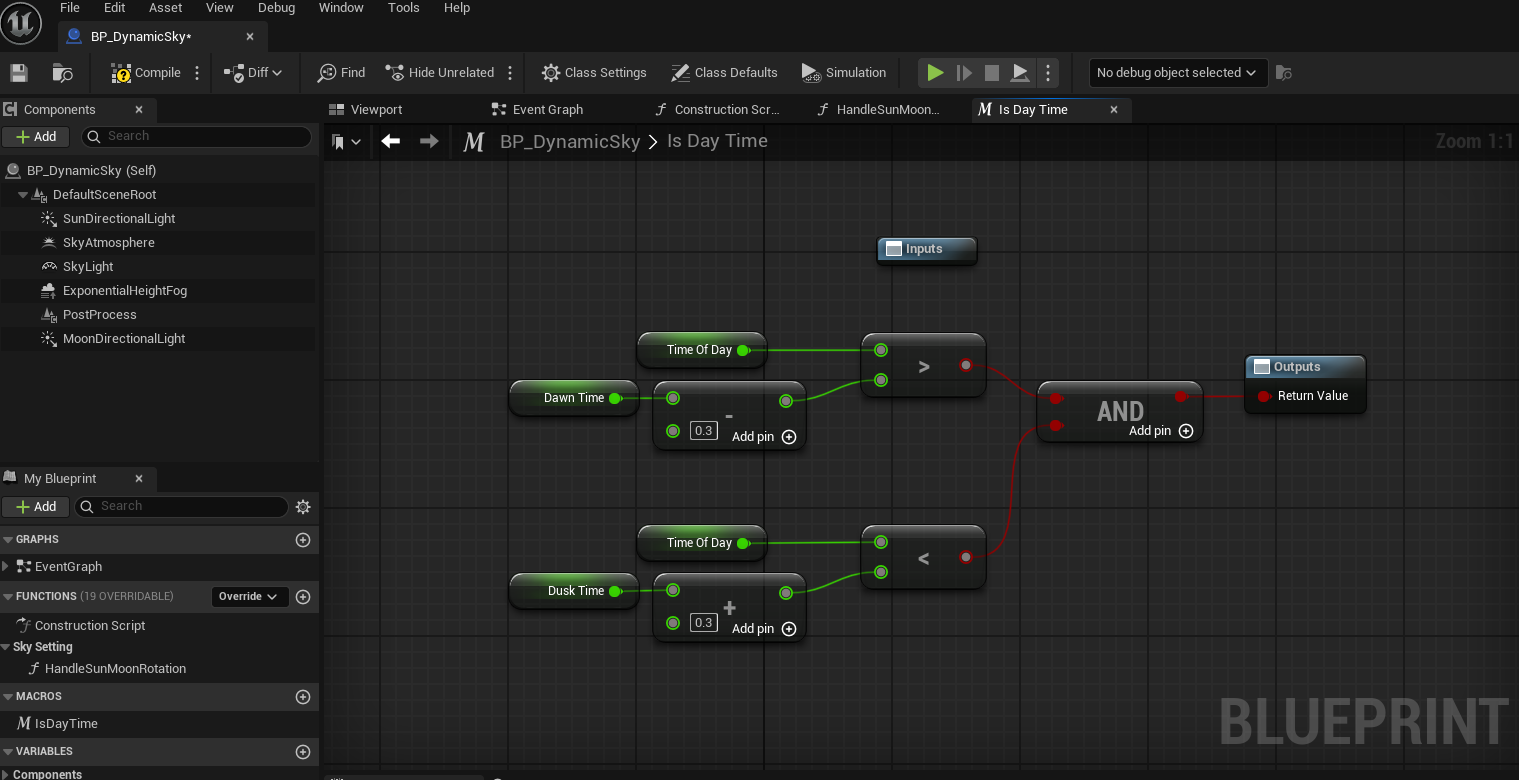 File Edit Asset View Debug Window Tools Help
BP_DynamicSky*
Compile Diff Find Hide Unrelated Class Settings Class Defaults Simulation No debug object selected
Components
Viewport Event Graph Construction Scr... HandleSunMoon... Is Day Time
Add Search
BP_DynamicSky > Is Day Time Zoom 1:1
BP_DynamicSky (Self)
DefaultSceneRoot
SunDirectionalLight
SkyAtmosphere
SkyLight
ExponentialHeightFog
PostProcess
MoonDirectionalLight
My Blueprint
Add Search
GRAPHS
EventGraph
FUNCTIONS (19 OVERRIDABLE) Override
Construction Script
Sky Setting
HandleSunMoonRotation
MACROS
IsDayTime
VARIABLES
Components
Inputs
Time Of Day
>
Dawn Time
-
0.3 Add pin
AND
Add pin
Outputs
Return Value
Time Of Day
<
Dusk Time
+
0.3 Add pin
BLUEPRINT